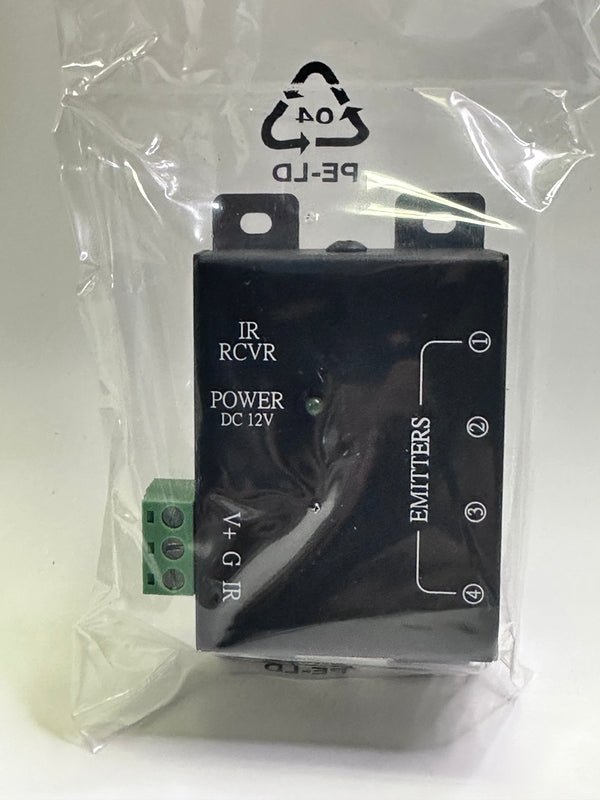 04
PE-LD
IR
RCVR
POWER
DC 12V
V+ G IR
EMITTERS
①
②
③
④
PE-LD